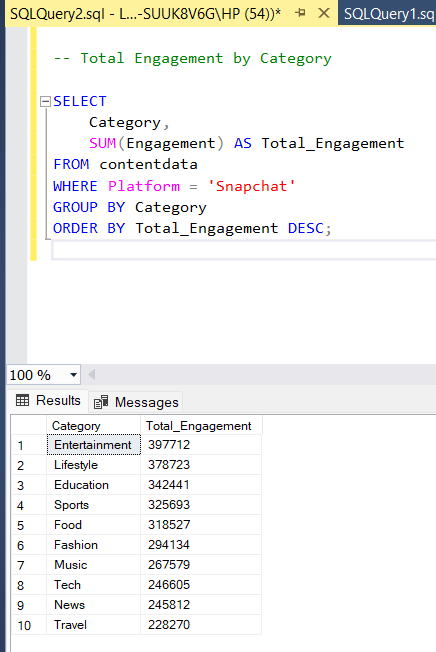 SQLQuery2.sql - L...-SUUK8V6G\HP (54))* SQLQuery1.sq
-- Total Engagement by Category
SELECT
Category,
SUM(Engagement) AS Total_Engagement
FROM contentdata
WHERE Platform = 'Snapchat'
GROUP BY Category
ORDER BY Total_Engagement DESC;
100 %
Results Messages
Category Total_Engagement
1 Entertainment 397712
2 Lifestyle 378723
3 Education 342441
4 Sports 325693
5 Food 318527
6 Fashion 294134
7 Music 267579
8 Tech 246605
9 News 245812
10 Travel 228270